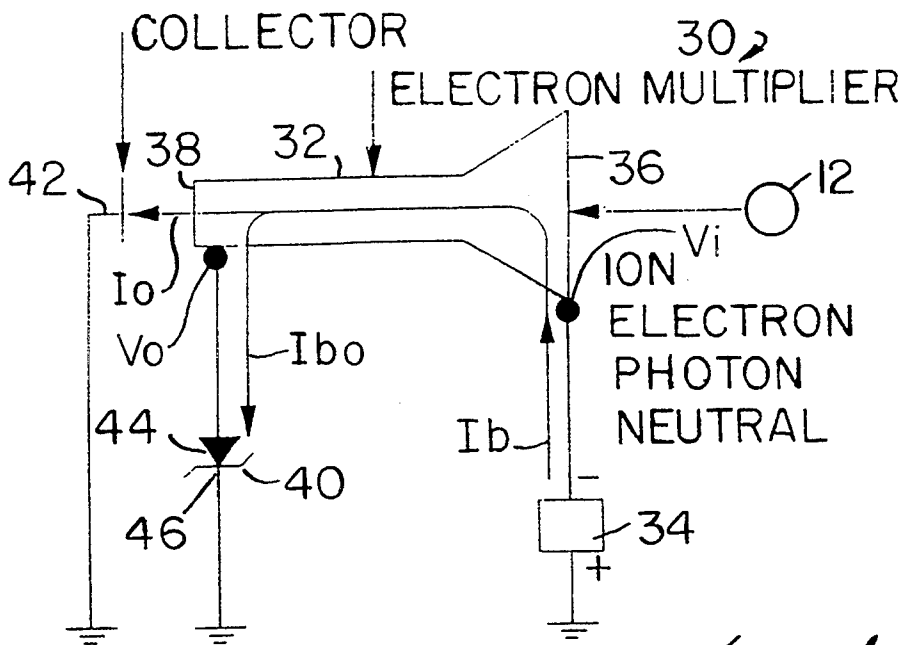 COLLECTOR
30
ELECTRON MULTIPLIER
32
38
36
42
12
Vi
Io
ION
ELECTRON
PHOTON
NEUTRAL
Vo
Ibo
Ib
44
40
46
-
34
+